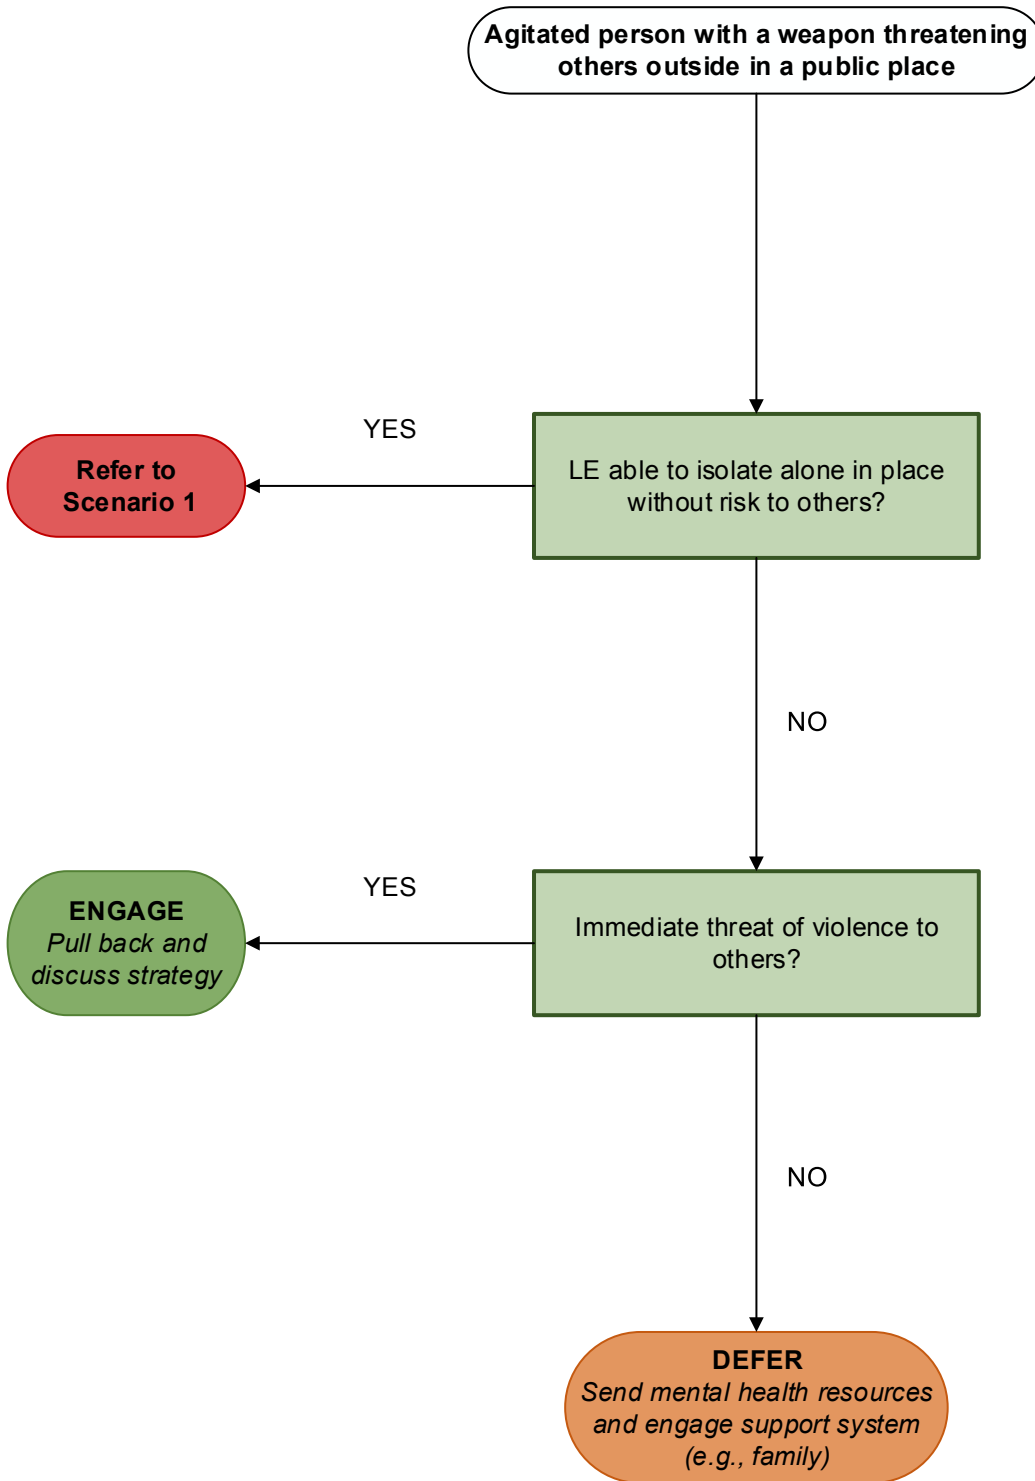 Agitated person with a weapon threatening
others outside in a public place
YES
LE able to isolate alone in place
without risk to others?
Refer to
Scenario 1
NO
YES
Immediate threat of violence to
others?
ENGAGE
Pull back and
discuss strategy
NO
DEFER
Send mental health resources
and engage support system
(e.g., family)